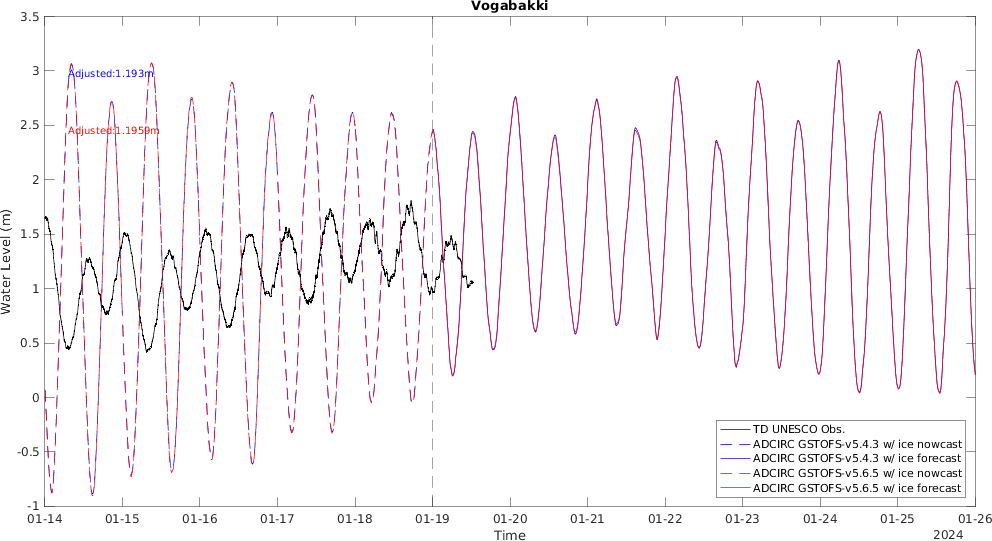 Vogabakki
3.5
3
2.5
2
1.5
1
0.5
0
-0.5
-1
Water Level (m)
Adjusted:1.193m
Adjusted:1.1959m
TD UNESCO Obs.
ADCIRC GSTOFS-v5.4.3 w/ ice nowcast
ADCIRC GSTOFS-v5.4.3 w/ ice forecast
ADCIRC GSTOFS-v5.6.5 w/ ice nowcast
ADCIRC GSTOFS-v5.6.5 w/ ice forecast
01-14 01-15 01-16 01-17 01-18 01-19 01-20 01-21 01-22 01-23 01-24 01-25 01-26
Time
2024